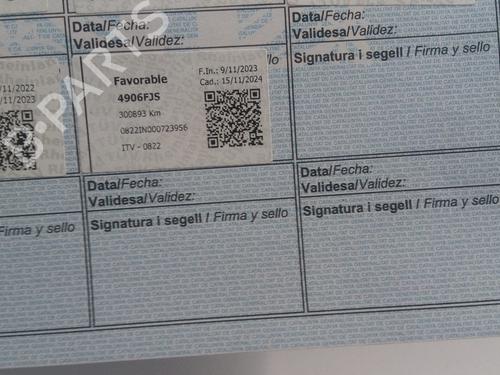 Data/Fecha:
Validesa/Validez:
Data/Fecha:
Validesa/Validez:
Signatura i segell / Firma y sello
/11/2022
/11/2023
Favorable
4906FJS
300893 Km
0822IN000723956
ITV - 0822
F.In.: 9/11/2023
Cad.: 15/11/2024
B-PARTS
Data/Fecha:
Validesa/Validez:
Data/Fecha:
Validesa/Validez:
Firma y sello
Signatura i segell / Firma y sello
Signatura i segell / Firma y sello